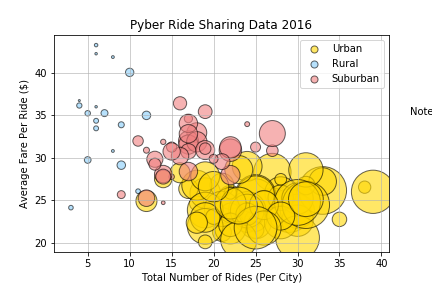 Pyber Ride Sharing Data 2016
Average Fare Per Ride ($)
40
35
30
25
20
Urban
Rural
Suburban
Note
5
10
15
20
25
30
35
40
Total Number of Rides (Per City)